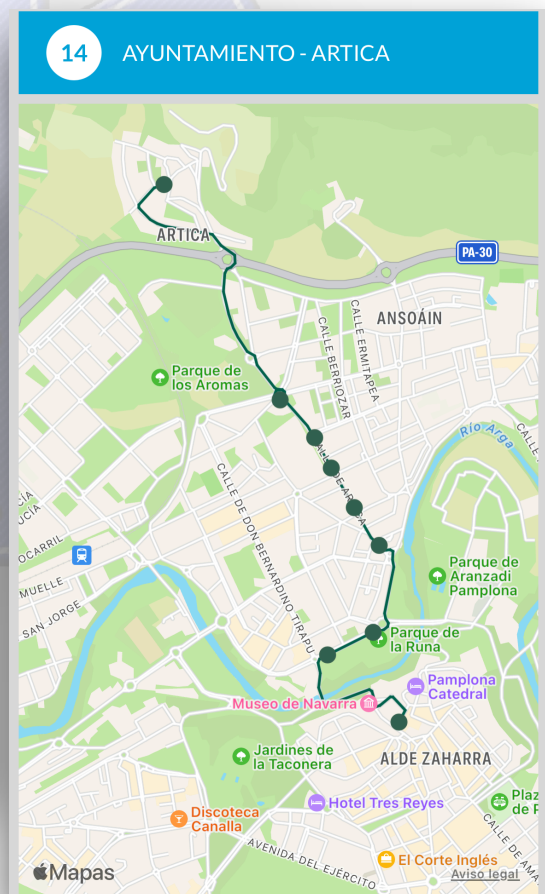 14
AYUNTAMIENTO - ARTICA
ARTICA
PA-30
ANSOÁIN
CALLE BERRIOZAR
CALLE ERMITAPEA
Parque de
los Aromas
Río Arga
CALLE
CALLE DE DON BERNARDINO TIRAPU
Parque de
Aranzadi
Pamplona
MUELLE
SAN JORGE
Parque de
la Runa
Pamplona
Catedral
Museo de Navarra
Jardines de
la Taconera
ALDE ZAHARRA
Hotel Tres Reyes
Discoteca
Canalla
AVENIDA DEL EJÉRCITO
El Corte Inglés
Mapas
Aviso legal